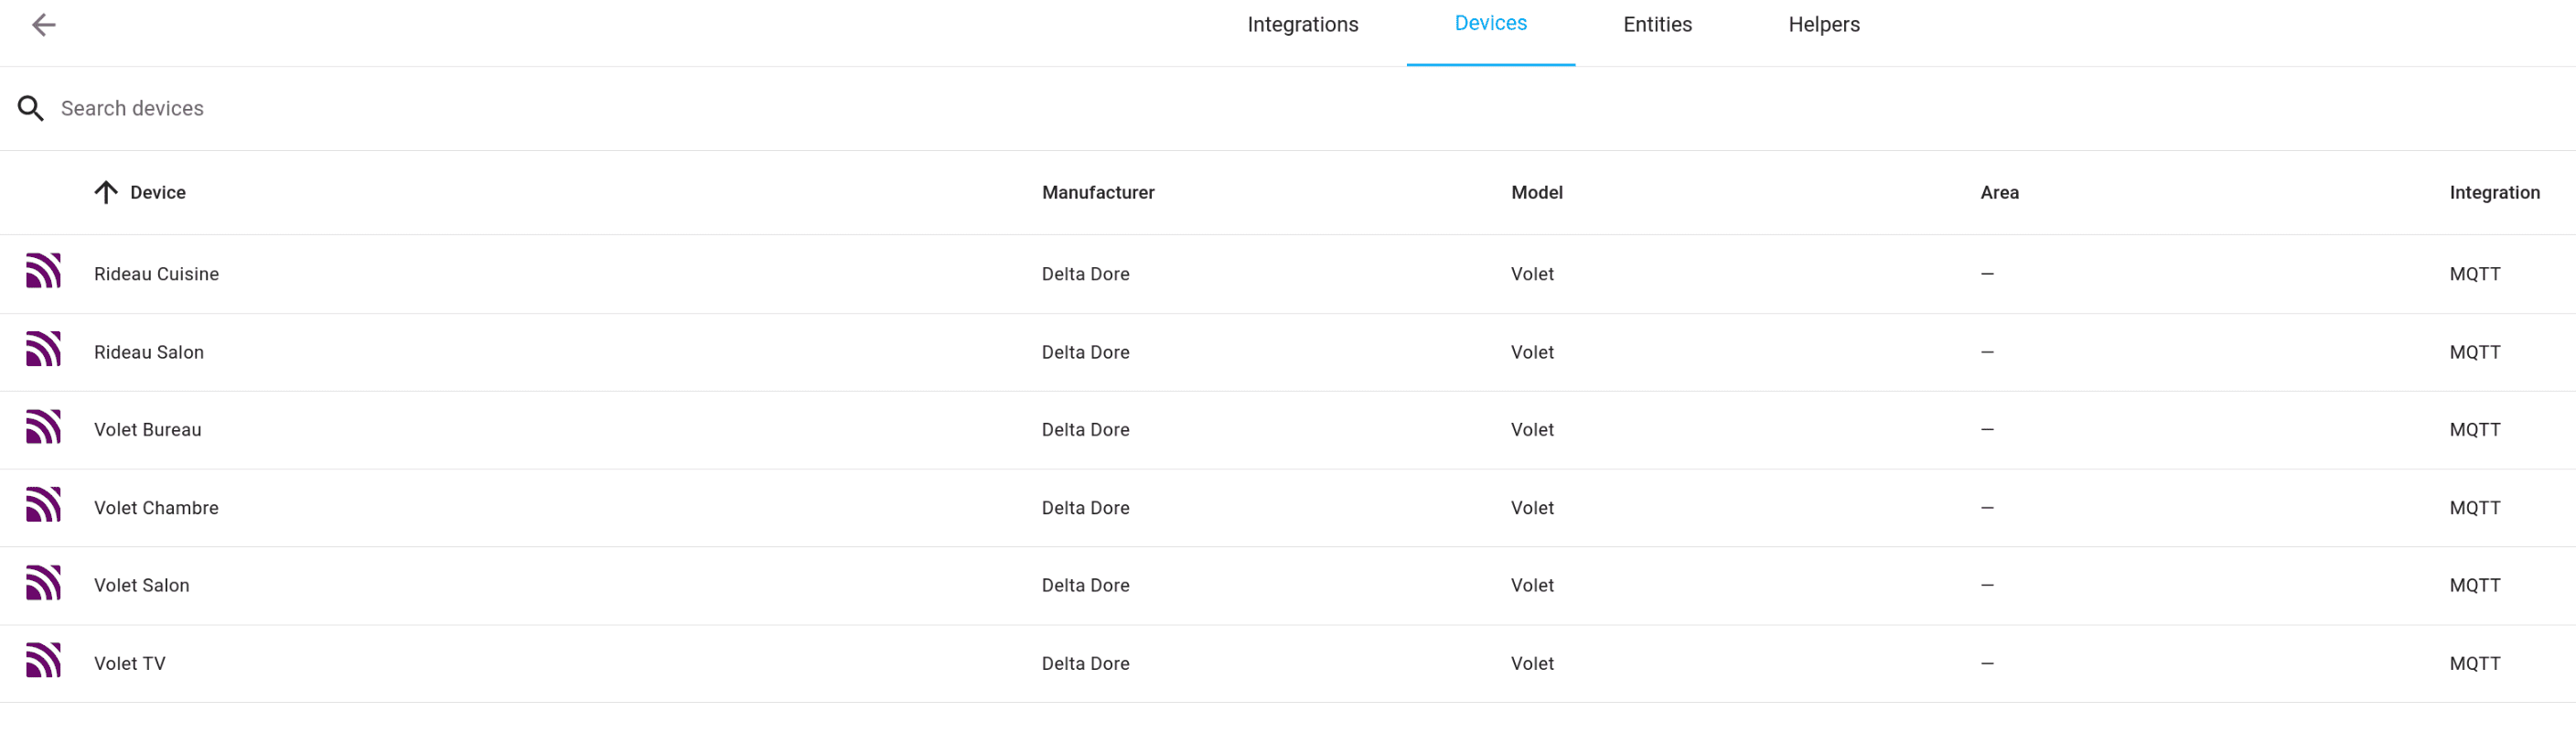 Integrations Devices Entities Helpers
Search devices
Device Manufacturer Model Area Integration
Rideau Cuisine Delta Dore Volet — MQTT
Rideau Salon Delta Dore Volet — MQTT
Volet Bureau Delta Dore Volet — MQTT
Volet Chambre Delta Dore Volet — MQTT
Volet Salon Delta Dore Volet — MQTT
Volet TV Delta Dore Volet — MQTT